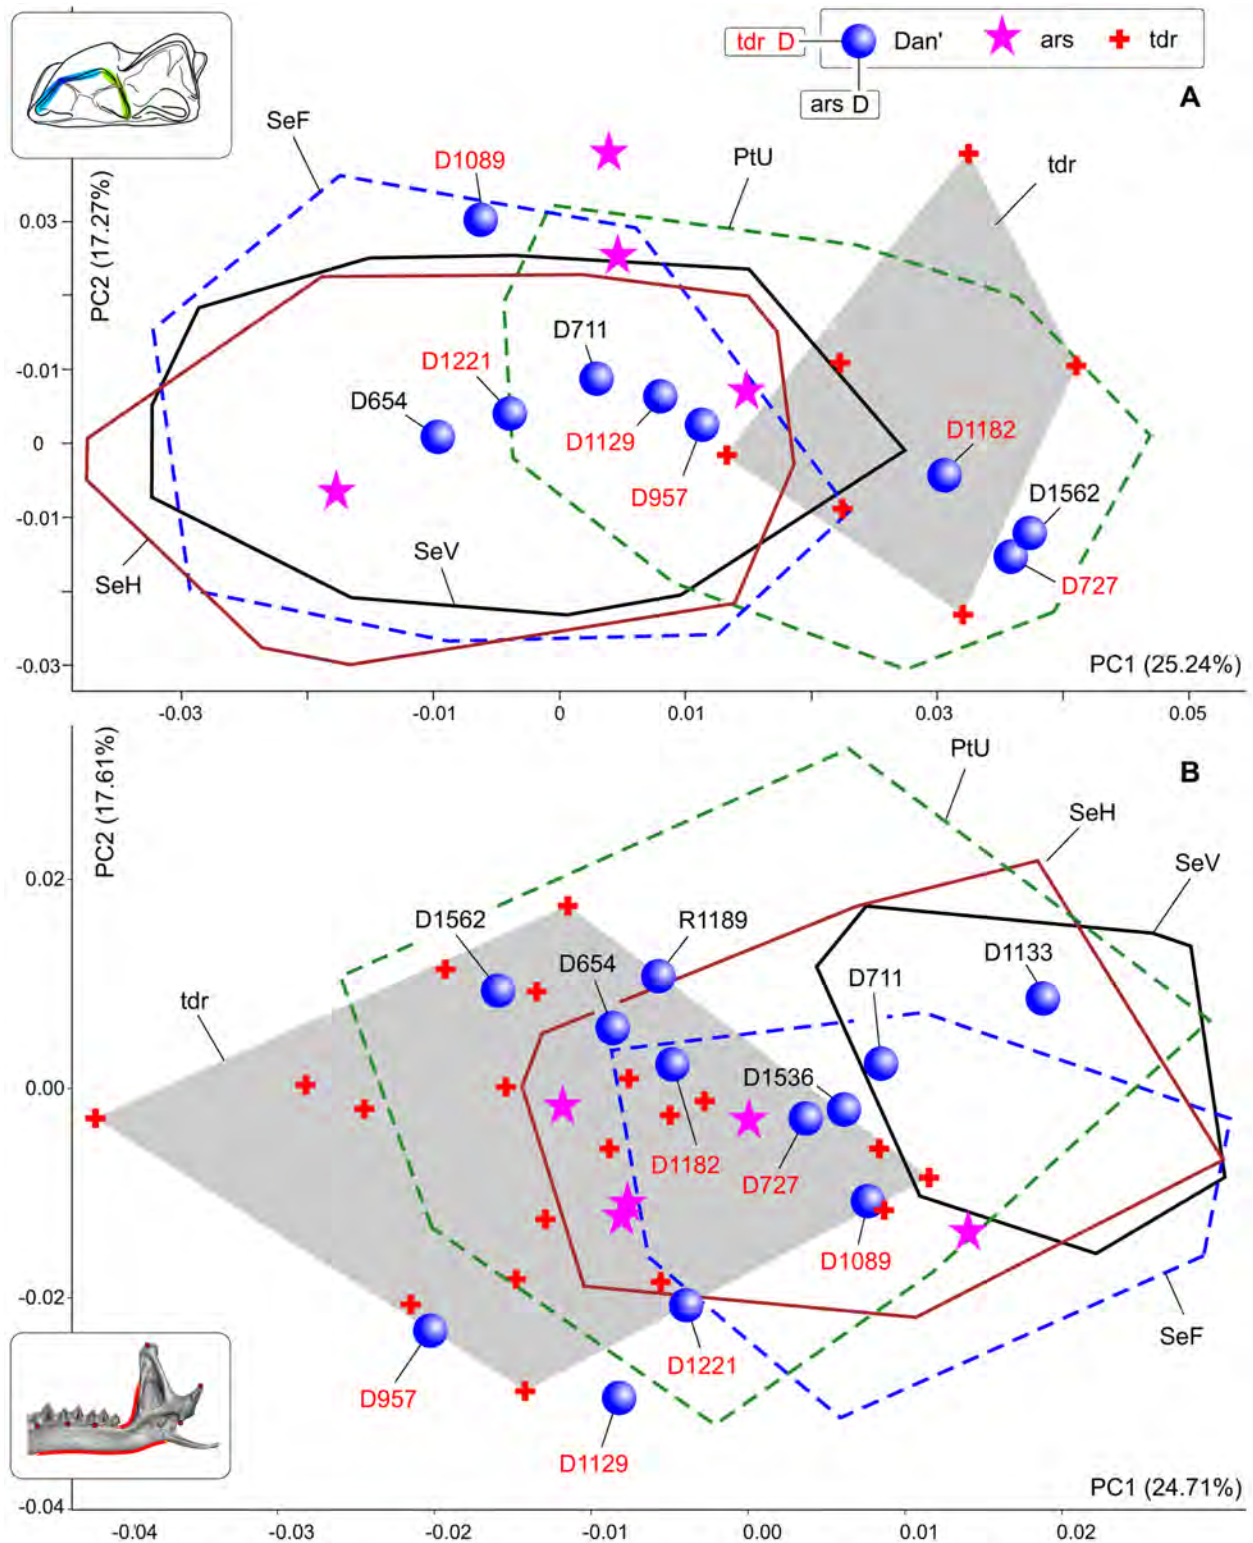 tdr D
Dan'
ars
tdr
ars D
A
SeF
D1089
PtU
tdr
PC2 (17.27%)
0.03
D711
D1221
-0.01
D654
D1129
D1182
0
D957
D1562
-0.01
SeV
SeH
D727
-0.03
PC1 (25.24%)
-0.03
-0.01
0
0.01
0.03
0.05
PC2 (17.61%)
PtU
B
SeH
SeV
0.02
D1562
R1189
D654
D1133
D711
tdr
0.00
D1536
D1182
D727
D1089
-0.02
SeF
D1221
D957
D1129
PC1 (24.71%)
-0.04
-0.04
-0.03
-0.02
-0.01
0.00
0.01
0.02